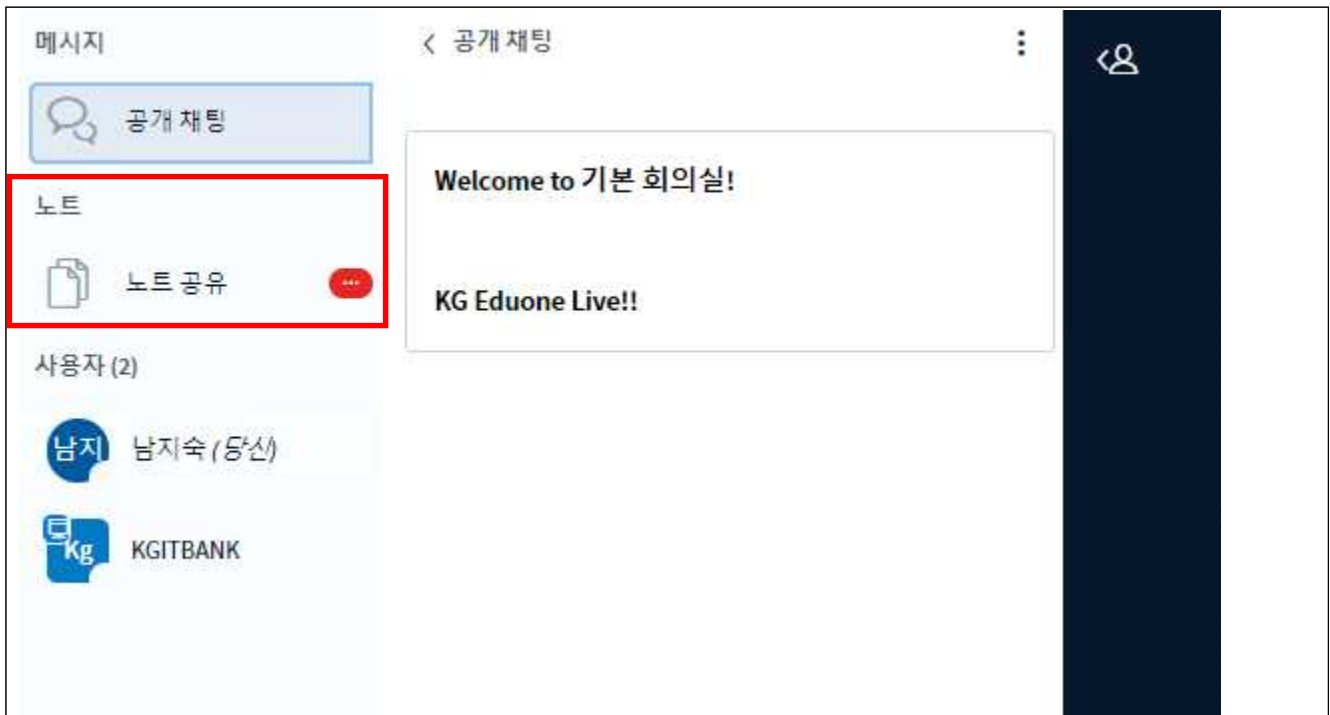 메시지
공개 채팅
노트
노트 공유
사용자 (2)
남지
남지숙 (당신)
Kg
KGITBANK
공개 채팅
Welcome to 기본 회의실!
KG Eduone Live!!